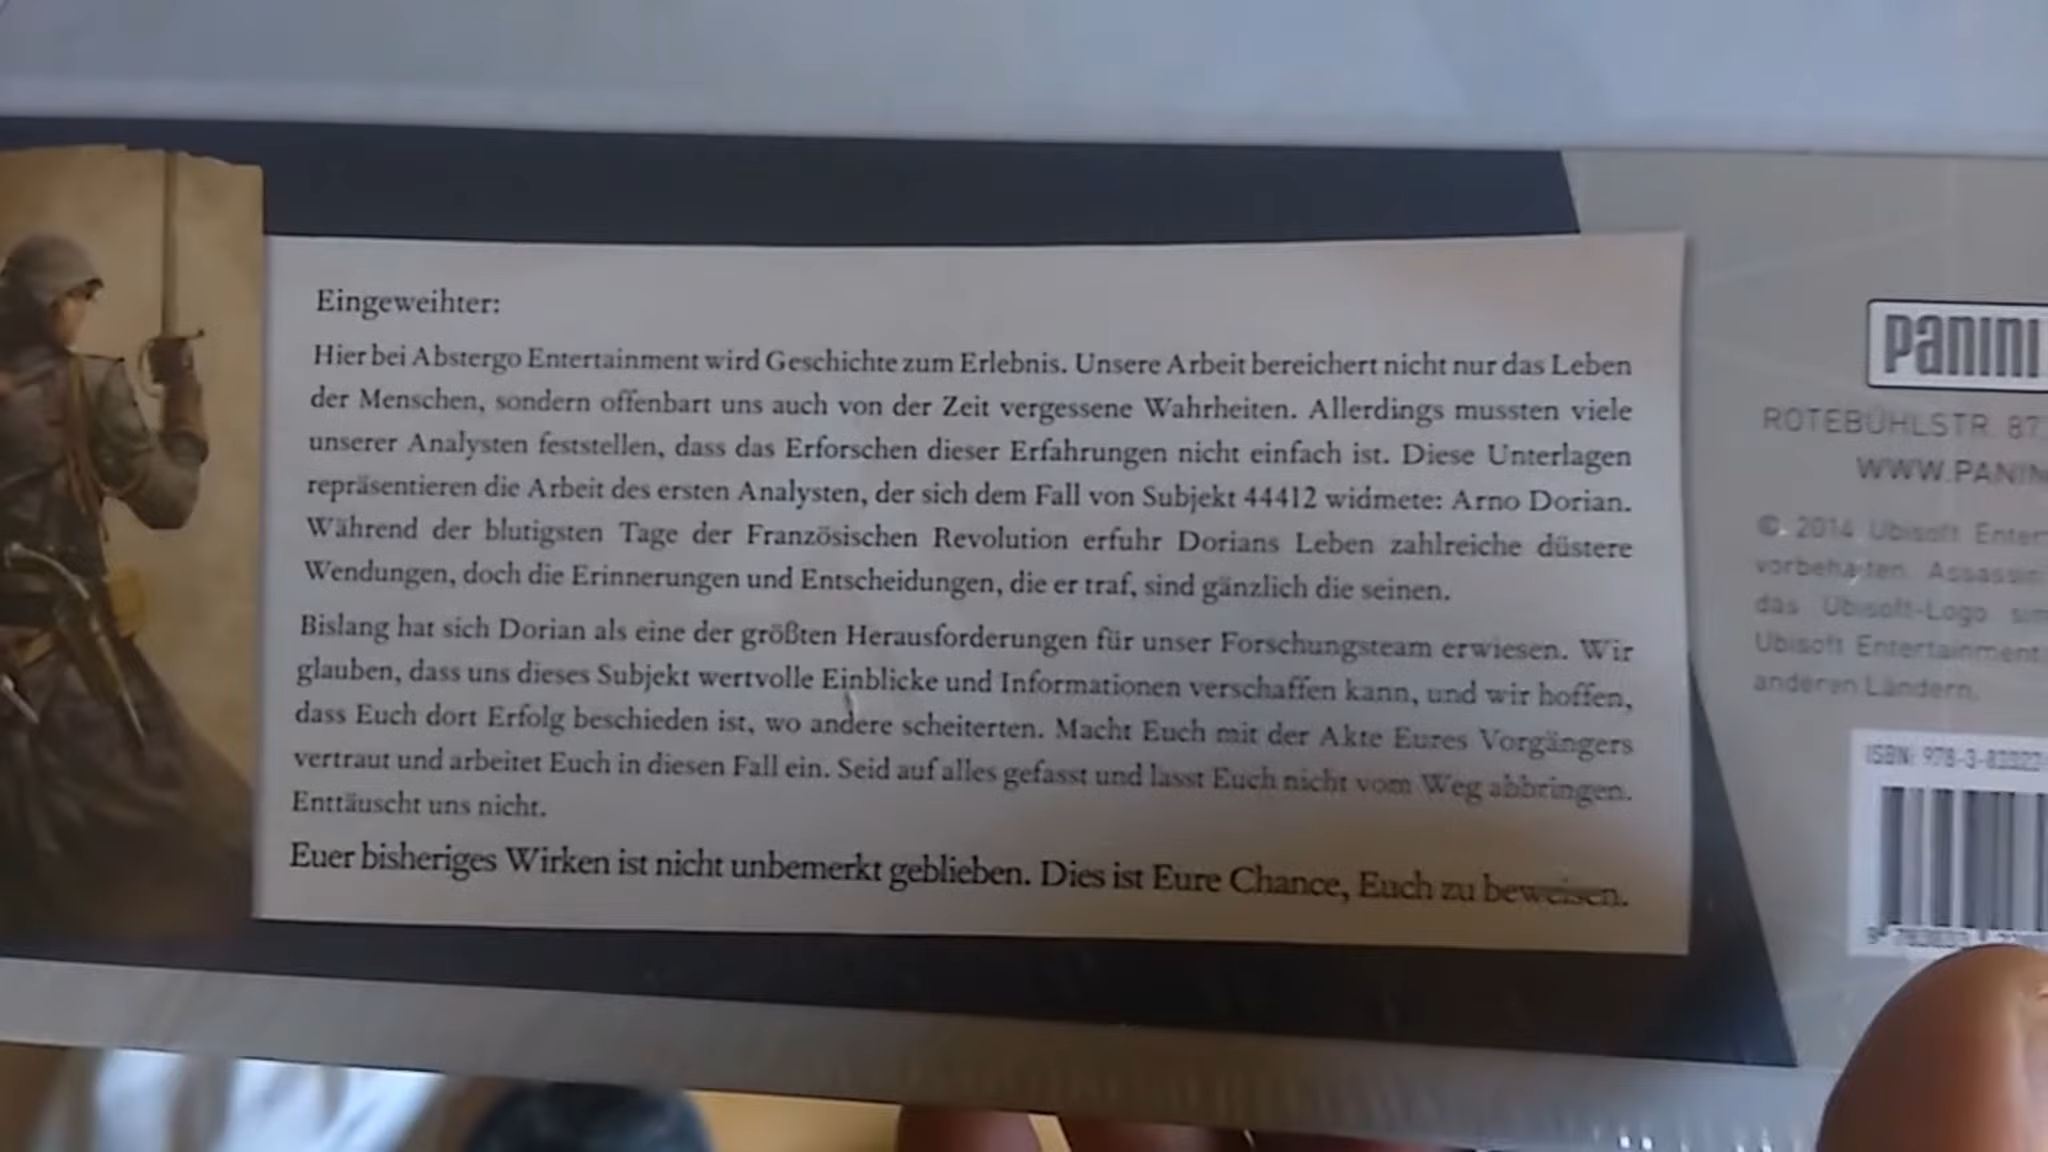 Eingeweihter:
Hier bei Abstergo Entertainment wird Geschichte zum Erlebnis. Unsere Arbeit bereichert nicht nur das Leben
der Menschen, sondern offenbart uns auch von der Zeit vergessene Wahrheiten. Allerdings mussten viele
unserer Analysten feststellen, dass das Erforschen dieser Erfahrungen nicht einfach ist. Diese Unterlagen
repräsentieren die Arbeit des ersten Analysten, der sich dem Fall von Subjekt 44412 widmete: Arno Dorian.
Während der blutigsten Tage der Französischen Revolution erfuhr Dorians Leben zahlreiche düstere
Wendungen, doch die Erinnerungen und Entscheidungen, die er traf, sind gänzlich die seinen.
Bislang hat sich Dorian als eine der größten Herausforderungen für unser Forschungsteam erwiesen. Wir
glauben, dass uns dieses Subjekt wertvolle Einblicke und Informationen verschaffen kann, und wir hoffen,
dass Euch dort Erfolg beschieden ist, wo andere scheiterten. Macht Euch mit der Akte Eures Vorgängers
vertraut und arbeitet Euch in diesen Fall ein. Seid auf alles gefasst und lasst Euch nicht vom Weg abbringen.
Enttäuscht uns nicht.
Euer bisheriges Wirken ist nicht unbemerkt geblieben. Dies ist Eure Chance, Euch zu beweisen.
PANINI
ROTEBÜHLSTR. 87
WWW.PANIN
© 2014 Ubisoft Enter
vorbehalten. Assassin
das Ubisoft-Logo sin
Ubisoft Entertainment
anderen Ländern.
ISBN: 978-3-83322